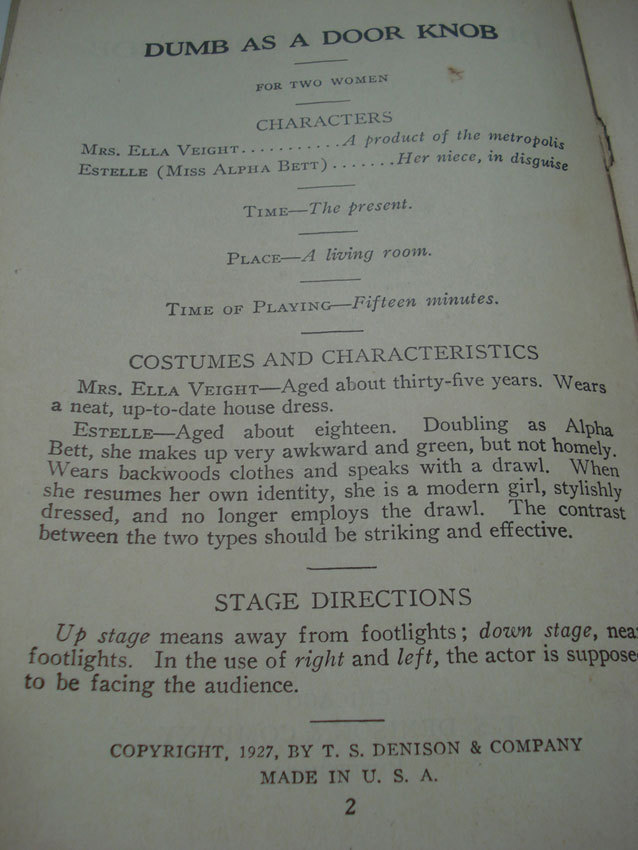 DUMB AS A DOOR KNOB
FOR TWO WOMEN
CHARACTERS
MRS. ELLA VEIGHT...........A product of the metropolis
ESTELLE (MISS ALPHA BETT).......Her niece, in disguise
TIME—The present.
PLACE—A living room.
TIME OF PLAYING—Fifteen minutes.
COSTUMES AND CHARACTERISTICS
MRS. ELLA VEIGHT—Aged about thirty-five years. Wears
a neat, up-to-date house dress.
ESTELLE—Aged about eighteen. Doubling as Alpha
Bett, she makes up very awkward and green, but not homely.
Wears backwoods clothes and speaks with a drawl. When
she resumes her own identity, she is a modern girl, stylishly
dressed, and no longer employs the drawl. The contrast
between the two types should be striking and effective.
STAGE DIRECTIONS
Up stage means away from footlights; down stage, nea
footlights. In the use of right and left, the actor is suppose
to be facing the audience.
COPYRIGHT, 1927, BY T. S. DENISON & COMPANY
MADE IN U. S. A.
2